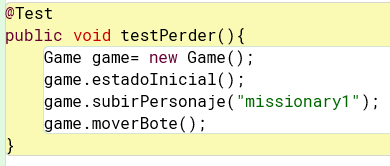 @Test
public void testPerder(){
Game game= new Game();
game.estadoInicial();
game.subirPersonaje("missionary1");
game.moverBote();
}